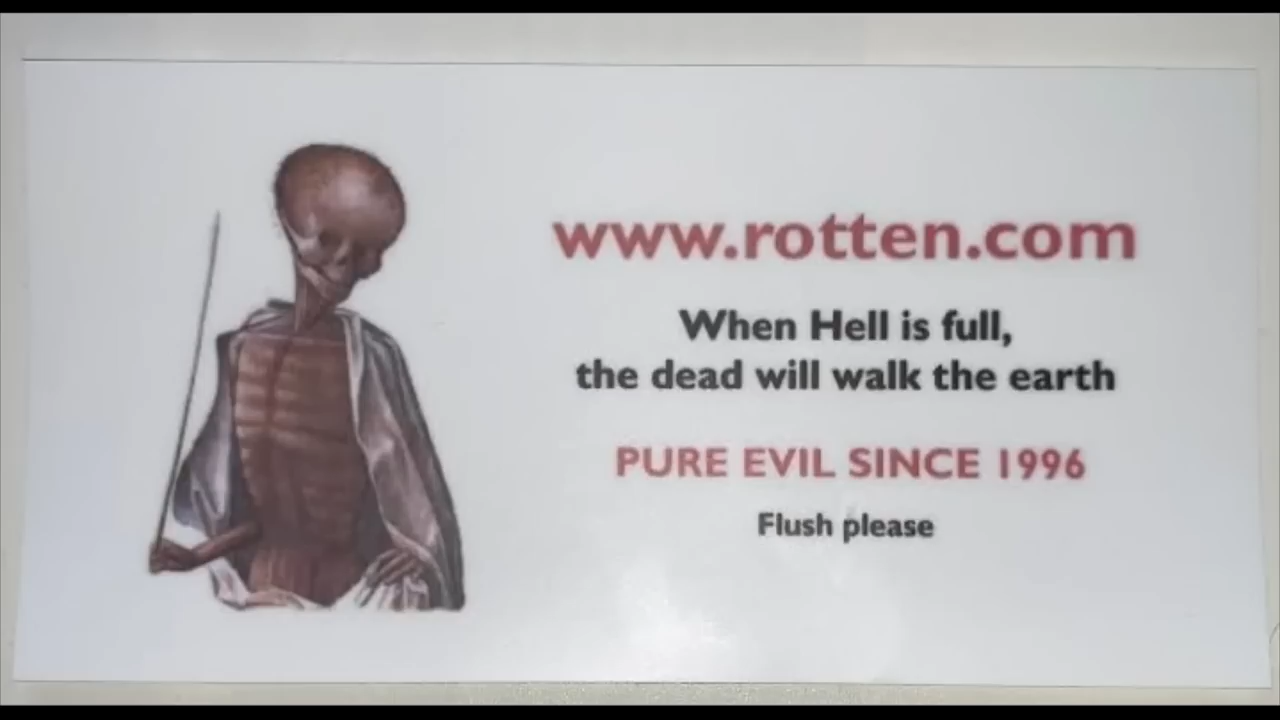 www.rotten.com
When Hell is full,
the dead will walk the earth
PURE EVIL SINCE 1996
Flush please